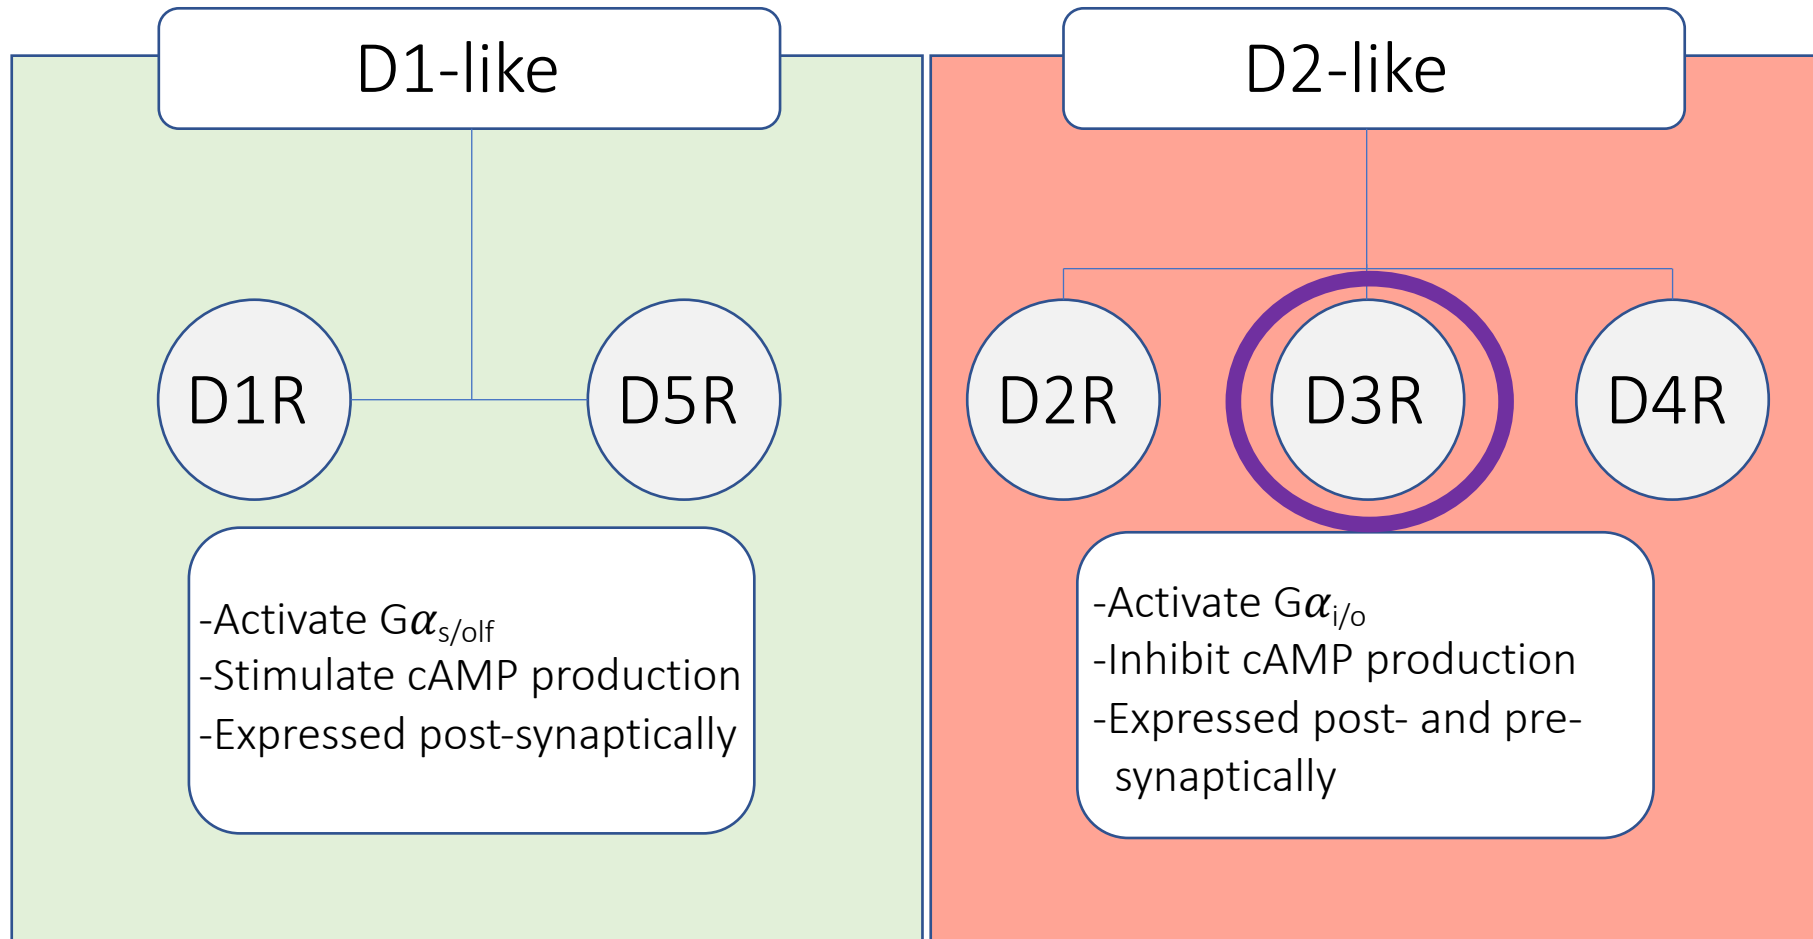 D1-like
D1R
D5R
-Activate G𝜶s/olf
-Stimulate cAMP production
-Expressed post-synaptically
D2-like
D2R
D3R
D4R
-Activate G𝜶i/o
-Inhibit cAMP production
-Expressed post- and pre-
synaptically